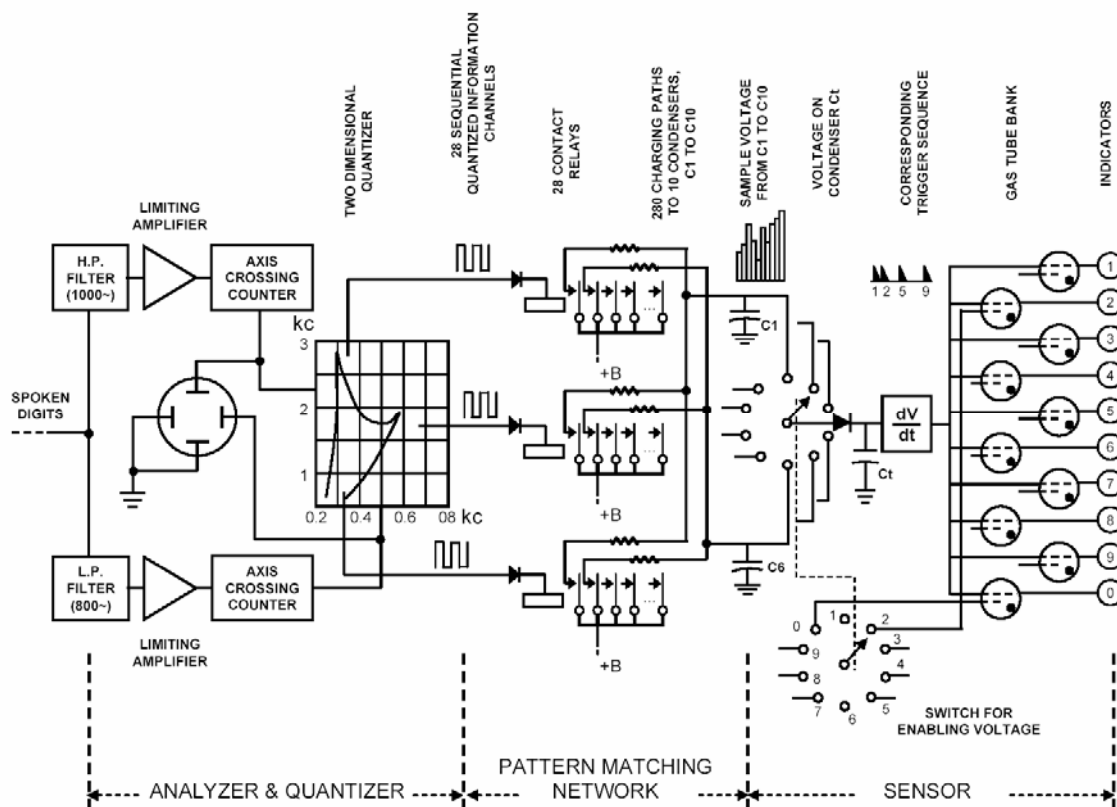 TWO DIMENSIONAL
QUANTIZER
28 SEQUENTIAL
QUANTIZED INFORMATION
CHANNELS
28 CONTACT
RELAYS
280 CHARGING PATHS
TO 10 CONDENSERS,
C1 TO C10
SAMPLE VOLTAGE
FROM C1 TO C10
VOLTAGE ON
CONDENSER Ct
CORRESPONDING
TRIGGER SEQUENCE
GAS TUBE BANK
INDICATORS
LIMITING
AMPLIFIER
H.P.
FILTER
(1000~)
AXIS
CROSSING
COUNTER
kc
3
2
1
0.2 0.4 0.6 08 kc
SPOKEN
DIGITS
L.P.
FILTER
(800~)
AXIS
CROSSING
COUNTER
LIMITING
AMPLIFIER
...
+B
...
+B
...
+B
C1
C6
Ct
dV
dt
1 2 5 9
1
2
3
4
5
6
7
8
9
0
0 1 2
9 3
8 4
7 6 5
SWITCH FOR
ENABLING VOLTAGE
ANALYZER & QUANTIZER
PATTERN MATCHING
NETWORK
SENSOR